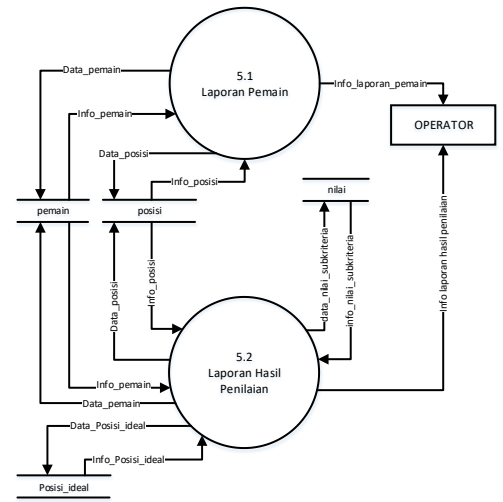 Data_pemain
5.1
Laporan Pemain
Info_laporan_pemain
Info_pemain
OPERATOR
Data_posisi
Info_posisi
nilai
pemain
posisi
Data_posisi
Info_posisi
data_nilai_subkriteria
info_nilai_subkriteria
Info laporan hasil penilaian
5.2
Laporan Hasil
Penilaian
Info_pemain
Data_pemain
Data_Posisi_ideal
Info_Posisi_ideal
Posisi_ideal